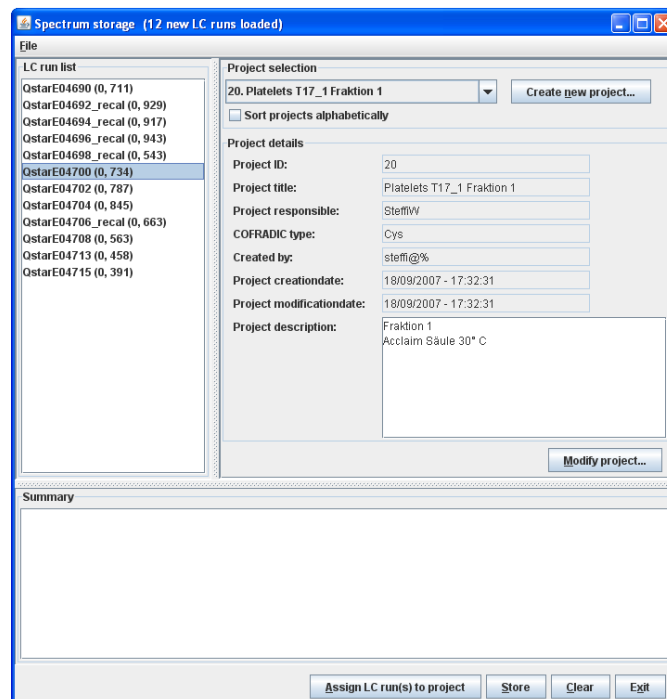 Spectrum storage (12 new LC runs loaded)
File
LC run list
QstarE04690 (0, 711)
QstarE04692_recal (0, 929)
QstarE04694_recal (0, 917)
QstarE04696_recal (0, 943)
QstarE04698_recal (0, 543)
QstarE04700 (0, 734)
QstarE04702 (0, 787)
QstarE04704 (0, 845)
QstarE04706_recal (0, 663)
QstarE04708 (0, 563)
QstarE04713 (0, 458)
QstarE04715 (0, 391)
Project selection
20. Platelets T17_1 Fraktion 1
Create new project...
Sort projects alphabetically
Project details
Project ID: 20
Project title: Platelets T17_1 Fraktion 1
Project responsible: SteffiW
COFRADIC type: Cys
Created by: steffi@%
Project creationdate: 18/09/2007 - 17:32:31
Project modificationdate: 18/09/2007 - 17:32:31
Project description: Fraktion 1
Acclaim Säule 30° C
Modify project...
Summary
Assign LC run(s) to project Store Clear Exit